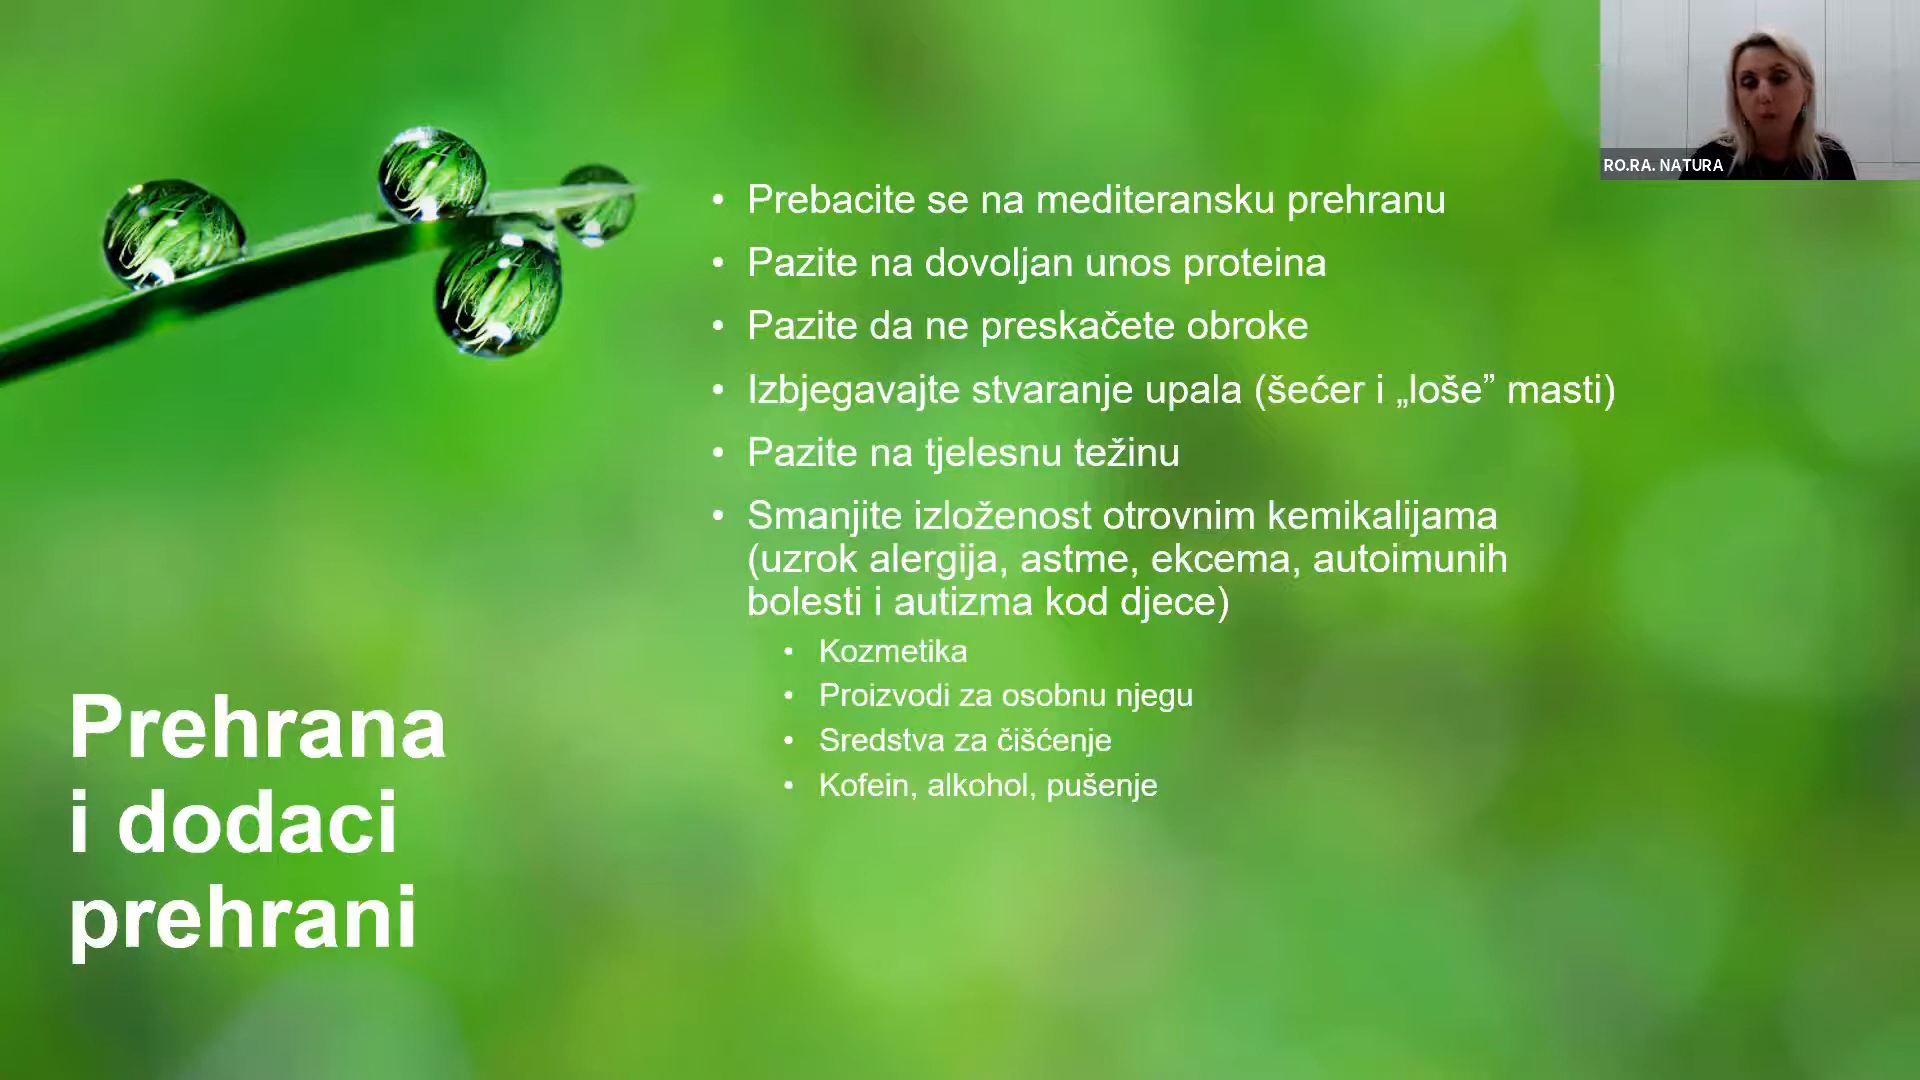 RO.RA. NATURA
• Prebacite se na mediteransku prehranu
• Pazite na dovoljan unos proteina
• Pazite da ne preskačete obroke
• Izbjegavajte stvaranje upala (šećer i „loše” masti)
• Pazite na tjelesnu težinu
• Smanjite izloženost otrovnim kemikalijama
(uzrok alergija, astme, ekcema, autoimunih
bolesti i autizma kod djece)
• Kozmetika
• Proizvodi za osobnu njegu
• Sredstva za čišćenje
• Kofein, alkohol, pušenje
Prehrana
i dodaci
prehrani